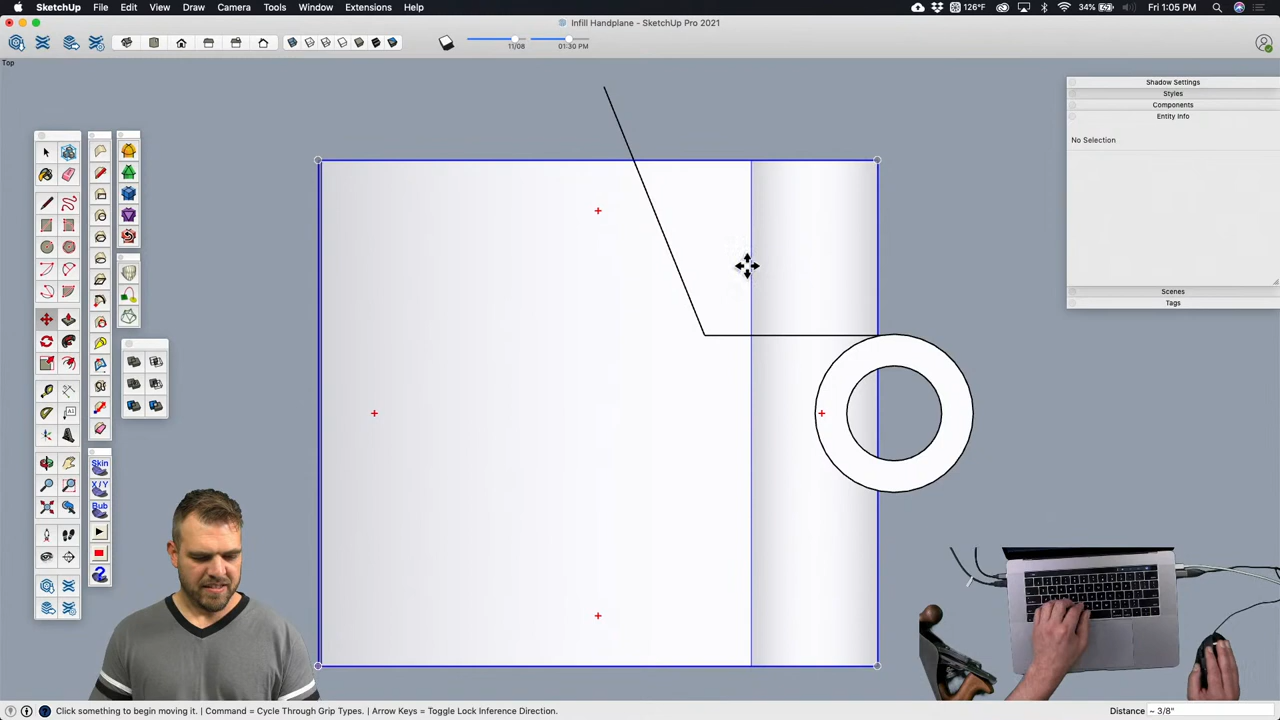 SketchUp File Edit View Draw Camera Tools Window Extensions Help
126°F 34% Fri 1:05 PM
Infill Handplane - SketchUp Pro 2021
11/08 01:30 PM
Top
Shadow Settings
Styles
Components
Entity Info
No Selection
Scenes
Tags
A1
Skin
X/Y
Bub
Click something to begin moving it. | Command = Cycle Through Grip Types. | Arrow Keys = Toggle Lock Inference Direction.
Distance ~ 3/8"